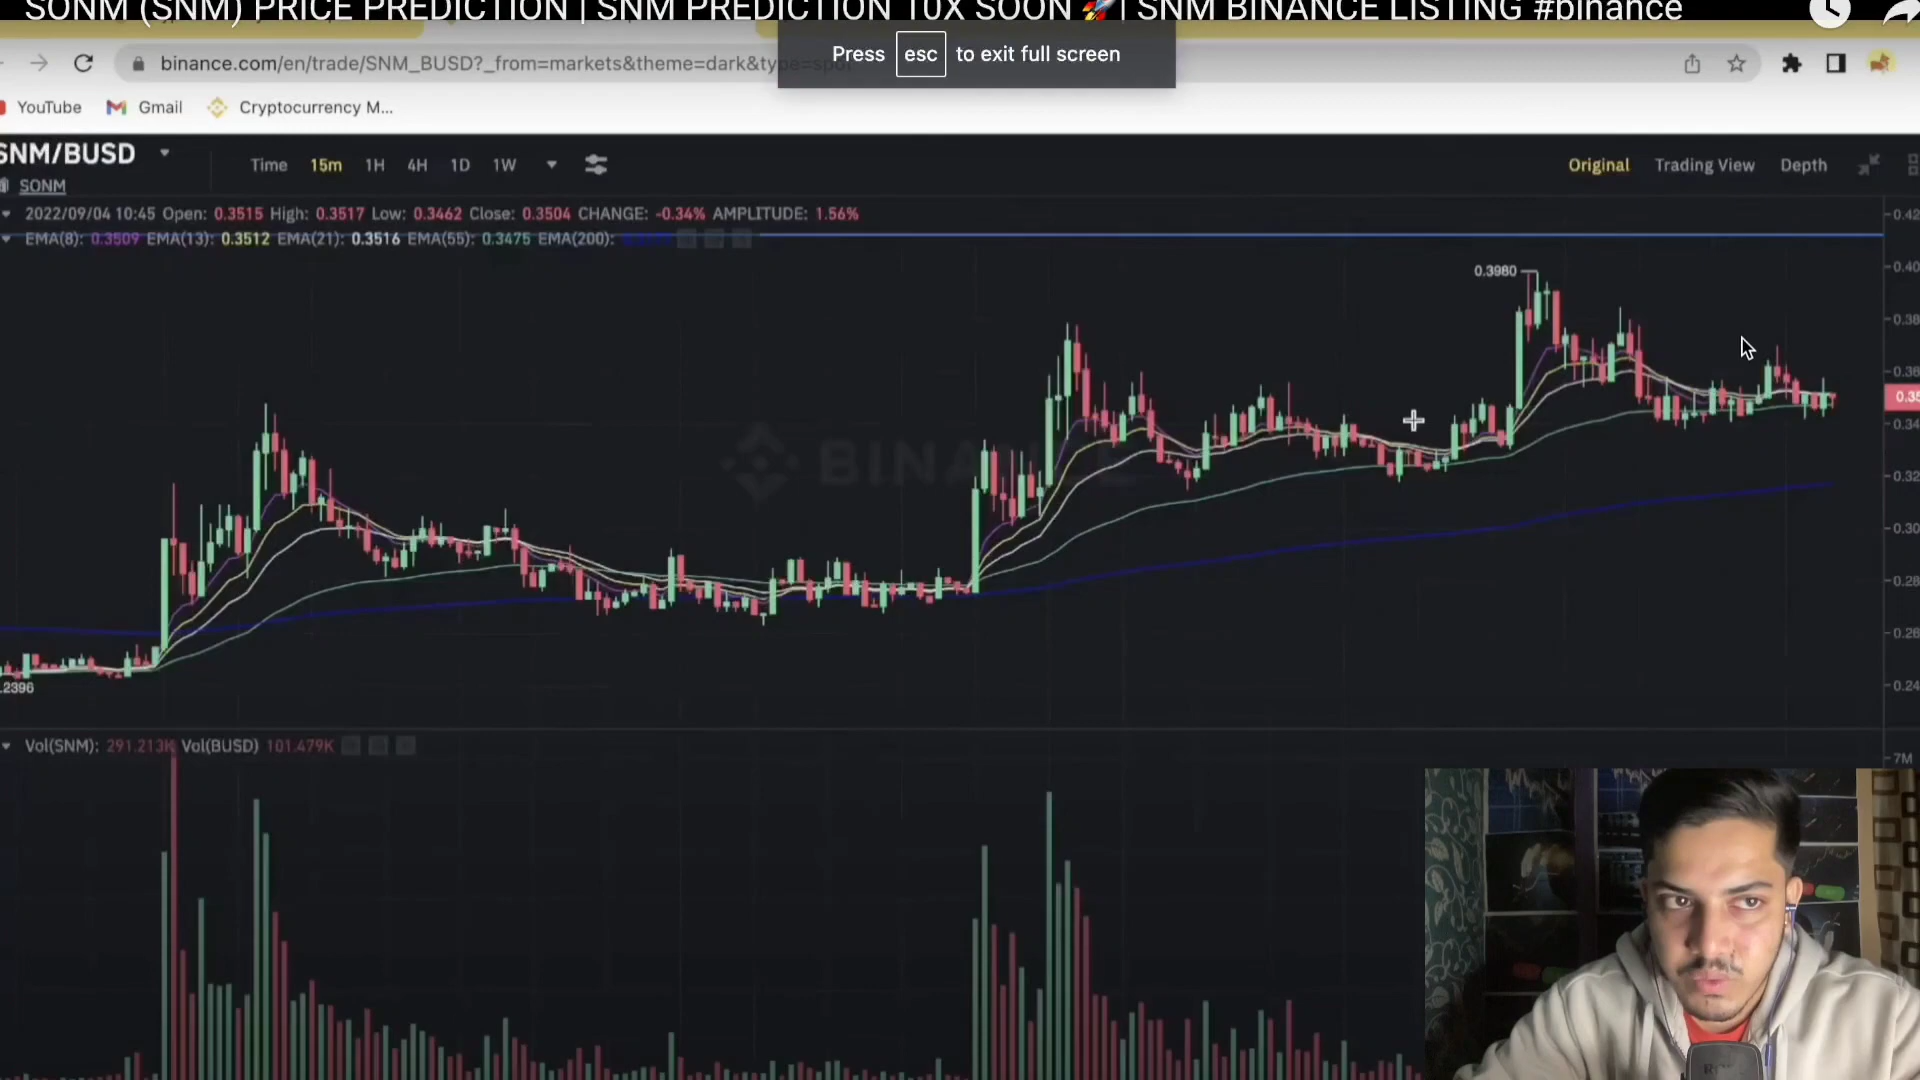 SONM (SNM) PRICE PREDICTION | SNM PREDICTION 10X SOON 🚀 | SNM BINANCE LISTING #binance
Press esc to exit full screen
binance.com/en/trade/SNM_BUSD?_from=markets&theme=dark&type=spot
YouTube Gmail Cryptocurrency M...
SNM/BUSD
SONM
Time 15m 1H 4H 1D 1W
Original Trading View Depth
2022/09/04 10:45 Open: 0.3515 High: 0.3517 Low: 0.3462 Close: 0.3504 CHANGE: -0.34% AMPLITUDE: 1.56%
EMA(8): 0.3509 EMA(13): 0.3512 EMA(21): 0.3516 EMA(55): 0.3475 EMA(200):
0.42
0.40
0.3980
0.38
0.36
0.35
0.34
BINANCE
0.32
0.30
0.28
0.26
0.24
.2396
Vol(SNM): 291.213K Vol(BUSD) 101.479K
7M